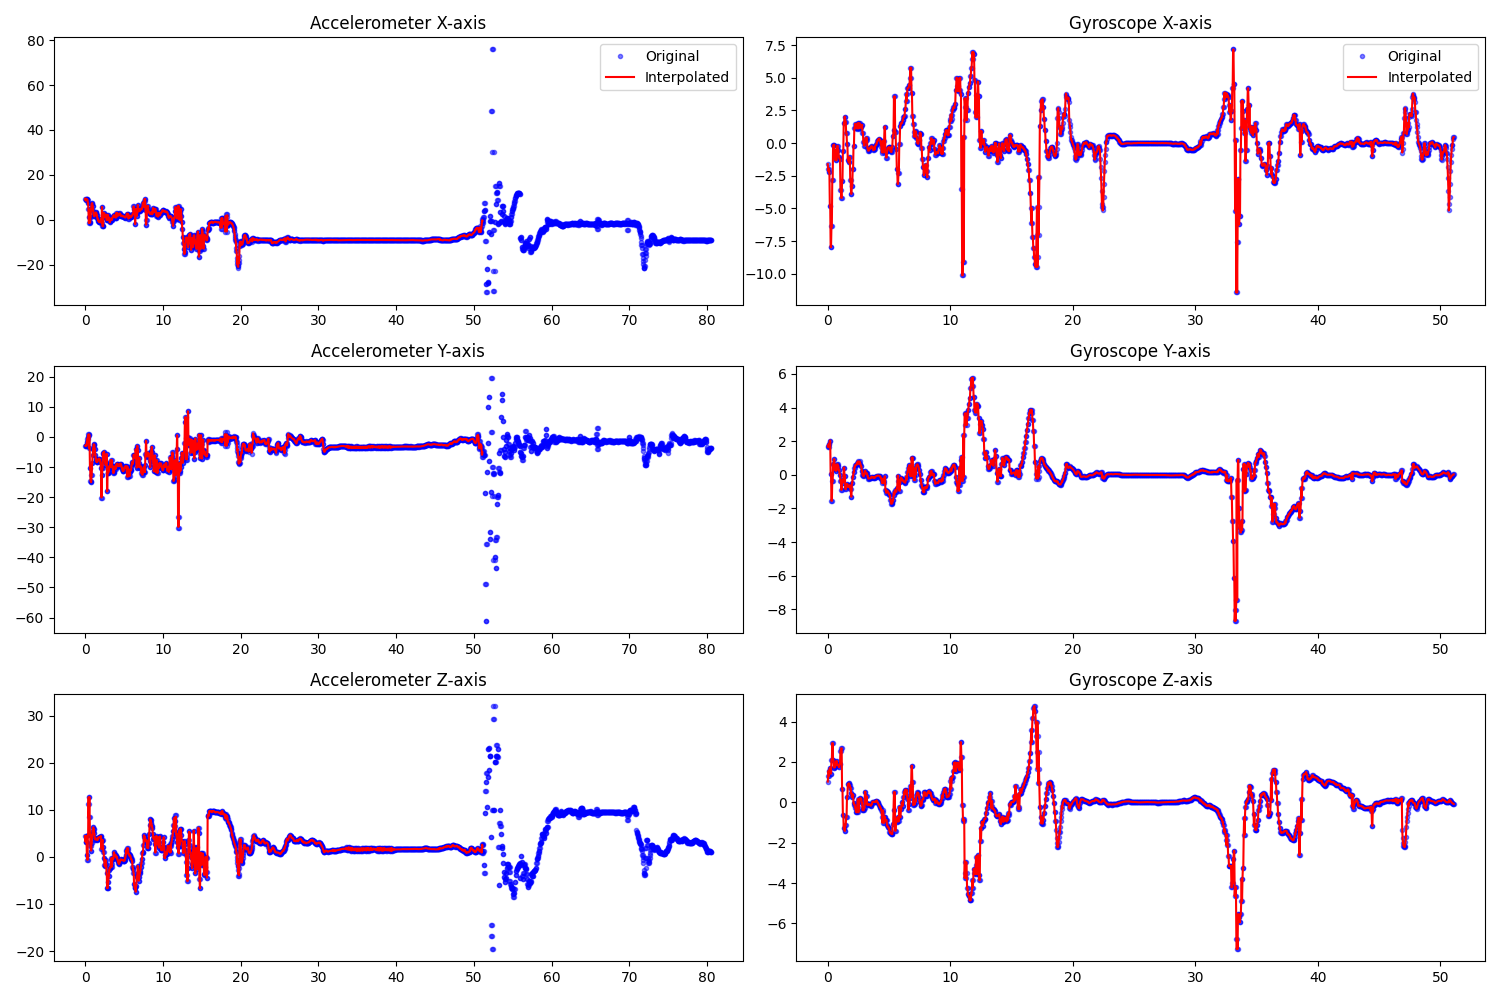 Accelerometer X-axis
80
60
40
20
0
−20
Original
Interpolated
0 10 20 30 40 50 60 70 80
Gyroscope X-axis
7.5
5.0
2.5
0.0
−2.5
−5.0
−7.5
−10.0
Original
Interpolated
0 10 20 30 40 50
Accelerometer Y-axis
20
10
0
−10
−20
−30
−40
−50
−60
0 10 20 30 40 50 60 70 80
Gyroscope Y-axis
6
4
2
0
−2
−4
−6
−8
0 10 20 30 40 50
Accelerometer Z-axis
30
20
10
0
−10
−20
0 10 20 30 40 50 60 70 80
Gyroscope Z-axis
4
2
0
−2
−4
−6
0 10 20 30 40 50